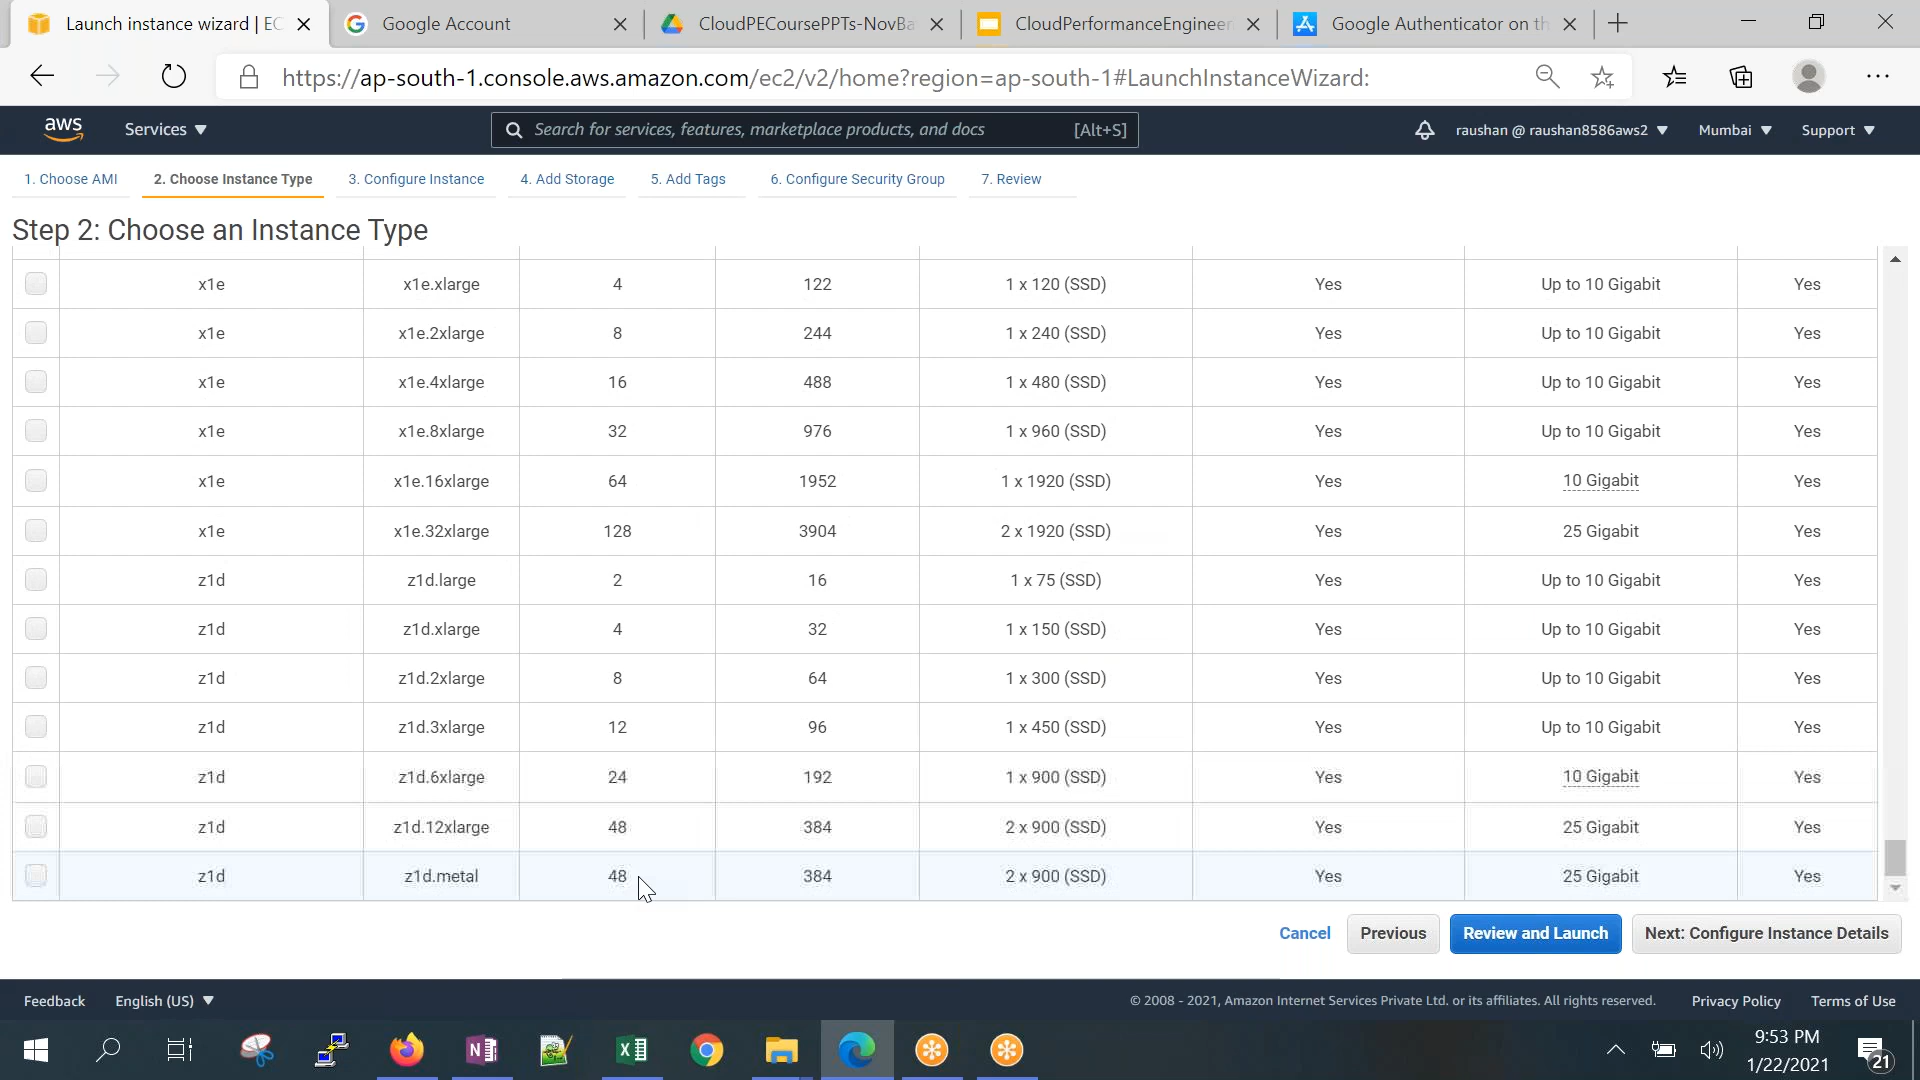 Launch instance wizard | EC
Google Account
CloudPECoursePPTs-NovBa
CloudPerformanceEngineer
Google Authenticator on th
https://ap-south-1.console.aws.amazon.com/ec2/v2/home?region=ap-south-1#LaunchInstanceWizard:
aws
Services
Search for services, features, marketplace products, and docs [Alt+S]
raushan @ raushan8586aws2
Mumbai
Support
1. Choose AMI 2. Choose Instance Type 3. Configure Instance 4. Add Storage 5. Add Tags 6. Configure Security Group 7. Review
Step 2: Choose an Instance Type
x1e x1e.xlarge 4 122 1 x 120 (SSD) Yes Up to 10 Gigabit Yes
x1e x1e.2xlarge 8 244 1 x 240 (SSD) Yes Up to 10 Gigabit Yes
x1e x1e.4xlarge 16 488 1 x 480 (SSD) Yes Up to 10 Gigabit Yes
x1e x1e.8xlarge 32 976 1 x 960 (SSD) Yes Up to 10 Gigabit Yes
x1e x1e.16xlarge 64 1952 1 x 1920 (SSD) Yes 10 Gigabit Yes
x1e x1e.32xlarge 128 3904 2 x 1920 (SSD) Yes 25 Gigabit Yes
z1d z1d.large 2 16 1 x 75 (SSD) Yes Up to 10 Gigabit Yes
z1d z1d.xlarge 4 32 1 x 150 (SSD) Yes Up to 10 Gigabit Yes
z1d z1d.2xlarge 8 64 1 x 300 (SSD) Yes Up to 10 Gigabit Yes
z1d z1d.3xlarge 12 96 1 x 450 (SSD) Yes Up to 10 Gigabit Yes
z1d z1d.6xlarge 24 192 1 x 900 (SSD) Yes 10 Gigabit Yes
z1d z1d.12xlarge 48 384 2 x 900 (SSD) Yes 25 Gigabit Yes
z1d z1d.metal 48 384 2 x 900 (SSD) Yes 25 Gigabit Yes
Cancel Previous Review and Launch Next: Configure Instance Details
Feedback English (US) © 2008 - 2021, Amazon Internet Services Private Ltd. or its affiliates. All rights reserved. Privacy Policy Terms of Use
9:53 PM
1/22/2021
21